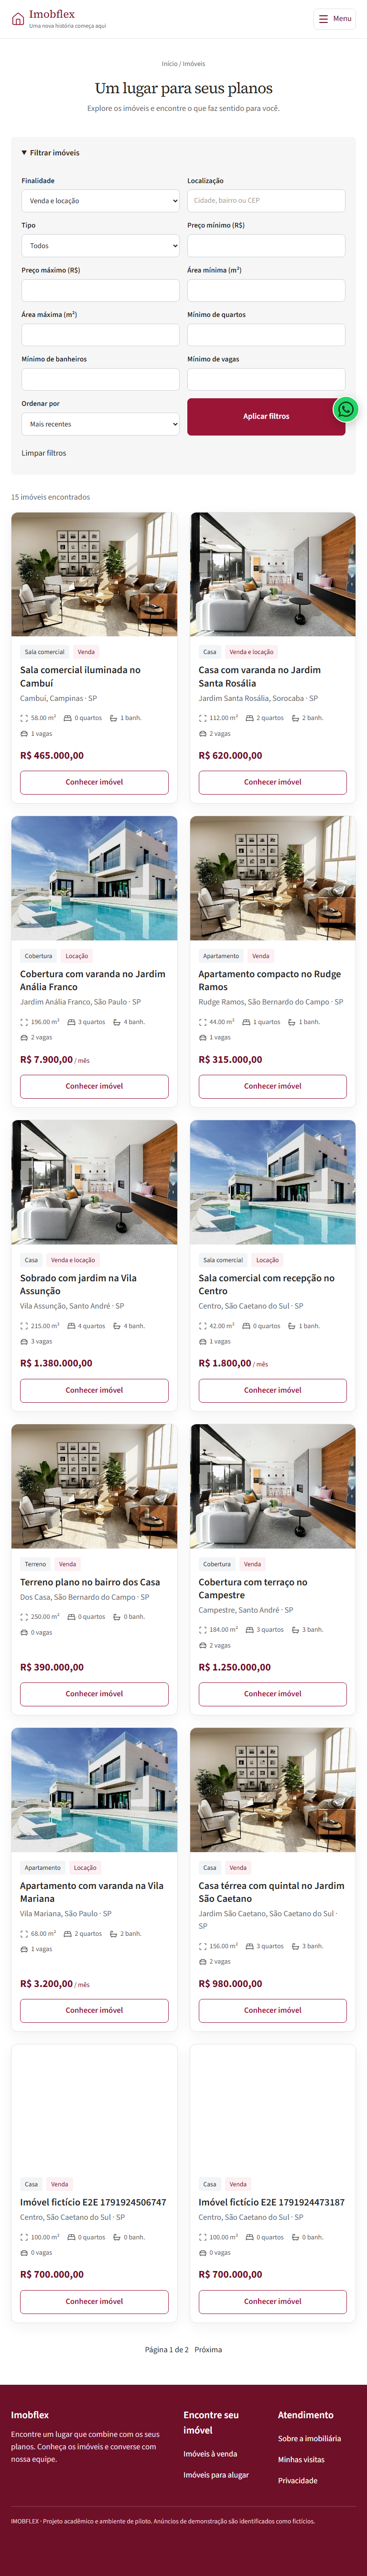 Imobflex
Uma nova história começa aqui
Menu
Início / Imóveis
Um lugar para seus planos
Explore os imóveis e encontre o que faz sentido para você.
▼ Filtrar imóveis
Finalidade
Localização
Venda e locação
Cidade, bairro ou CEP
Tipo
Preço mínimo (R$)
Todos
Preço máximo (R$)
Área mínima (m²)
Área máxima (m²)
Mínimo de quartos
Mínimo de banheiros
Mínimo de vagas
Ordenar por
Mais recentes
Aplicar filtros
Limpar filtros
15 imóveis encontrados
Sala comercial Venda
Sala comercial iluminada no
Cambuí
Cambuí, Campinas · SP
58.00 m² 0 quartos 1 banh.
1 vagas
R$ 465.000,00
Conhecer imóvel
Casa Venda e locação
Casa com varanda no Jardim
Santa Rosália
Jardim Santa Rosália, Sorocaba · SP
112.00 m² 2 quartos 2 banh.
2 vagas
R$ 620.000,00
Conhecer imóvel
Cobertura Locação
Cobertura com varanda no Jardim
Anália Franco
Jardim Anália Franco, São Paulo · SP
196.00 m² 3 quartos 4 banh.
2 vagas
R$ 7.900,00 / mês
Conhecer imóvel
Apartamento Venda
Apartamento compacto no Rudge
Ramos
Rudge Ramos, São Bernardo do Campo · SP
44.00 m² 1 quartos 1 banh.
1 vagas
R$ 315.000,00
Conhecer imóvel
Casa Venda e locação
Sobrado com jardim na Vila
Assunção
Vila Assunção, Santo André · SP
215.00 m² 4 quartos 4 banh.
3 vagas
R$ 1.380.000,00
Conhecer imóvel
Sala comercial Locação
Sala comercial com recepção no
Centro
Centro, São Caetano do Sul · SP
42.00 m² 0 quartos 1 banh.
1 vagas
R$ 1.800,00 / mês
Conhecer imóvel
Terreno Venda
Terreno plano no bairro dos Casa
Dos Casa, São Bernardo do Campo · SP
250.00 m² 0 quartos 0 banh.
0 vagas
R$ 390.000,00
Conhecer imóvel
Cobertura Venda
Cobertura com terraço no
Campestre
Campestre, Santo André · SP
184.00 m² 3 quartos 3 banh.
2 vagas
R$ 1.250.000,00
Conhecer imóvel
Apartamento Locação
Apartamento com varanda na Vila
Mariana
Vila Mariana, São Paulo · SP
68.00 m² 2 quartos 2 banh.
1 vagas
R$ 3.200,00 / mês
Conhecer imóvel
Casa Venda
Casa térrea com quintal no Jardim
São Caetano
Jardim São Caetano, São Caetano do Sul ·
SP
156.00 m² 3 quartos 3 banh.
2 vagas
R$ 980.000,00
Conhecer imóvel
Casa Venda
Imóvel fictício E2E 1791924506747
Centro, São Caetano do Sul · SP
100.00 m² 0 quartos 0 banh.
0 vagas
R$ 700.000,00
Conhecer imóvel
Casa Venda
Imóvel fictício E2E 1791924473187
Centro, São Caetano do Sul · SP
100.00 m² 0 quartos 0 banh.
0 vagas
R$ 700.000,00
Conhecer imóvel
Página 1 de 2 Próxima
Imobflex
Encontre um lugar que combine com os seus
planos. Conheça os imóveis e converse com
nossa equipe.
Encontre seu
imóvel
Imóveis à venda
Imóveis para alugar
Atendimento
Sobre a imobiliária
Minhas visitas
Privacidade
IMOBFLEX · Projeto acadêmico e ambiente de piloto. Anúncios de demonstração são identificados como fictícios.